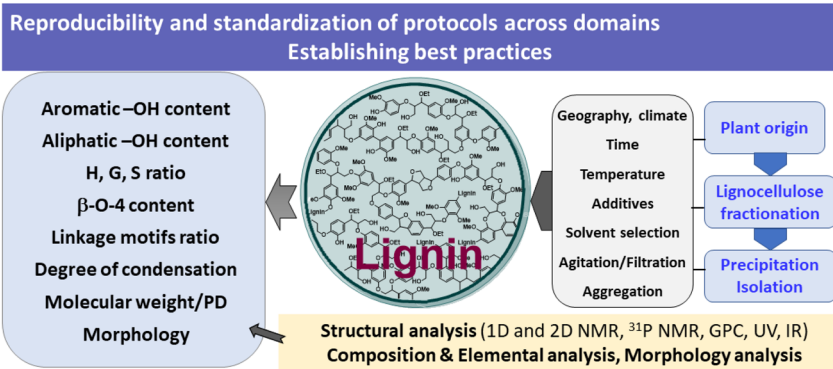 Reproducibility and standardization of protocols across domains
Establishing best practices
Aromatic –OH content
Aliphatic –OH content
H, G, S ratio
β-O-4 content
Linkage motifs ratio
Degree of condensation
Molecular weight/PD
Morphology
Lignin
Geography, climate
Time
Temperature
Additives
Solvent selection
Agitation/Filtration
Aggregation
Plant origin
Lignocellulose
fractionation
Precipitation
Isolation
Structural analysis (1D and 2D NMR, ³¹P NMR, GPC, UV, IR)
Composition & Elemental analysis, Morphology analysis